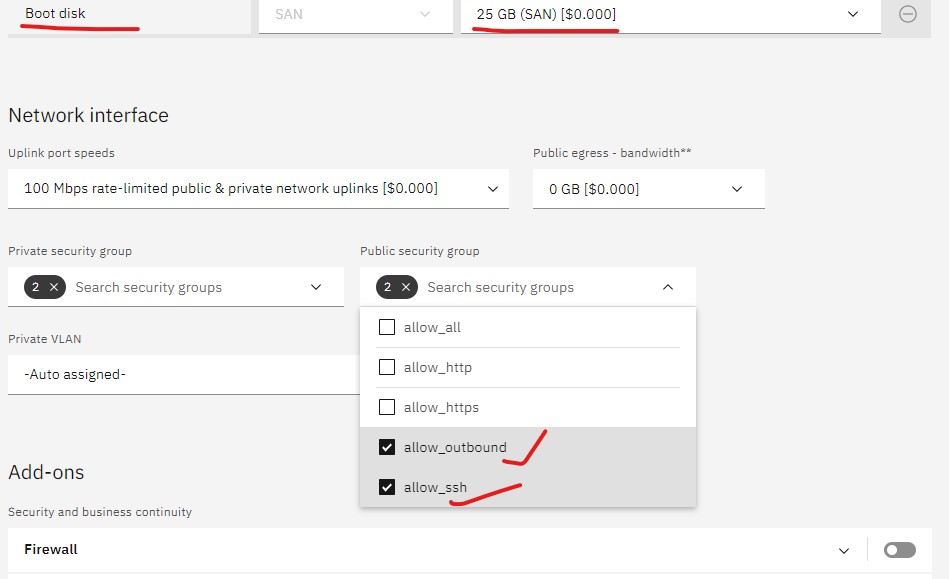 Boot disk SAN 25 GB (SAN) [$0.000]
Network interface
Uplink port speeds Public egress - bandwidth**
100 Mbps rate-limited public & private network uplinks [$0.000] 0 GB [$0.000]
Private security group Public security group
2 × Search security groups 2 × Search security groups
allow_all
Private VLAN
allow_http
-Auto assigned-
allow_https
allow_outbound
Add-ons
allow_ssh
Security and business continuity
Firewall